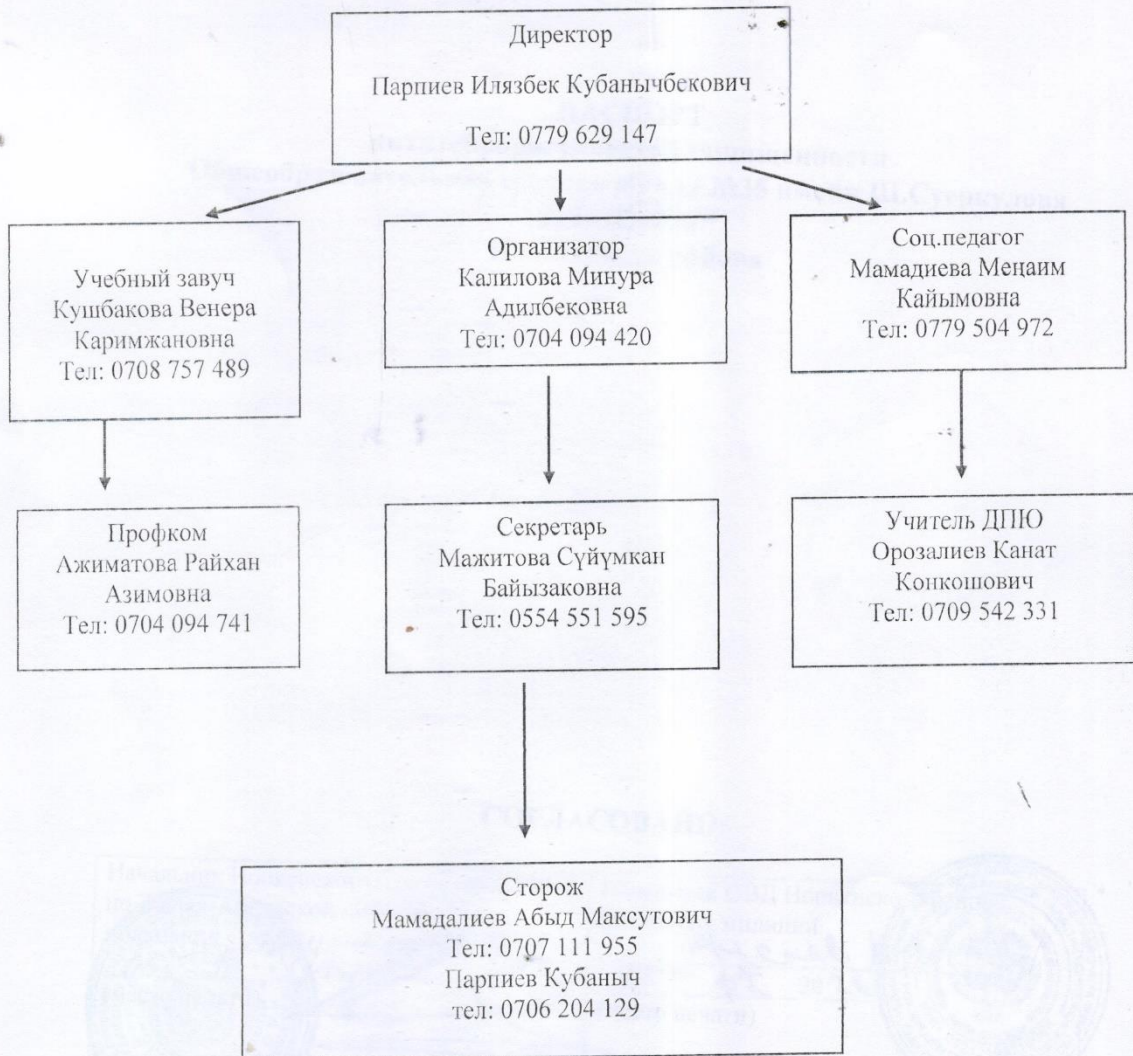 Директор
Парпиев Илязбек Кубанычбекович
Тел: 0779 629 147
Учебный завуч
Кушбакова Венера
Каримжановна
Тел: 0708 757 489
Организатор
Калилова Минура
Адилбековна
Тел: 0704 094 420
Соц.педагог
Мамадиева Меңаим
Кайымовна
Тел: 0779 504 972
Профком
Ажиматова Райхан
Азимовна
Тел: 0704 094 741
Секретарь
Мажитова Сүйүмкан
Байызаковна
Тел: 0554 551 595
Учитель ДПЮ
Орозалиев Канат
Конкошович
Тел: 0709 542 331
Сторож
Мамадалиев Абыд Максутович
Тел: 0707 111 955
Парпиев Кубаныч
тел: 0706 204 129